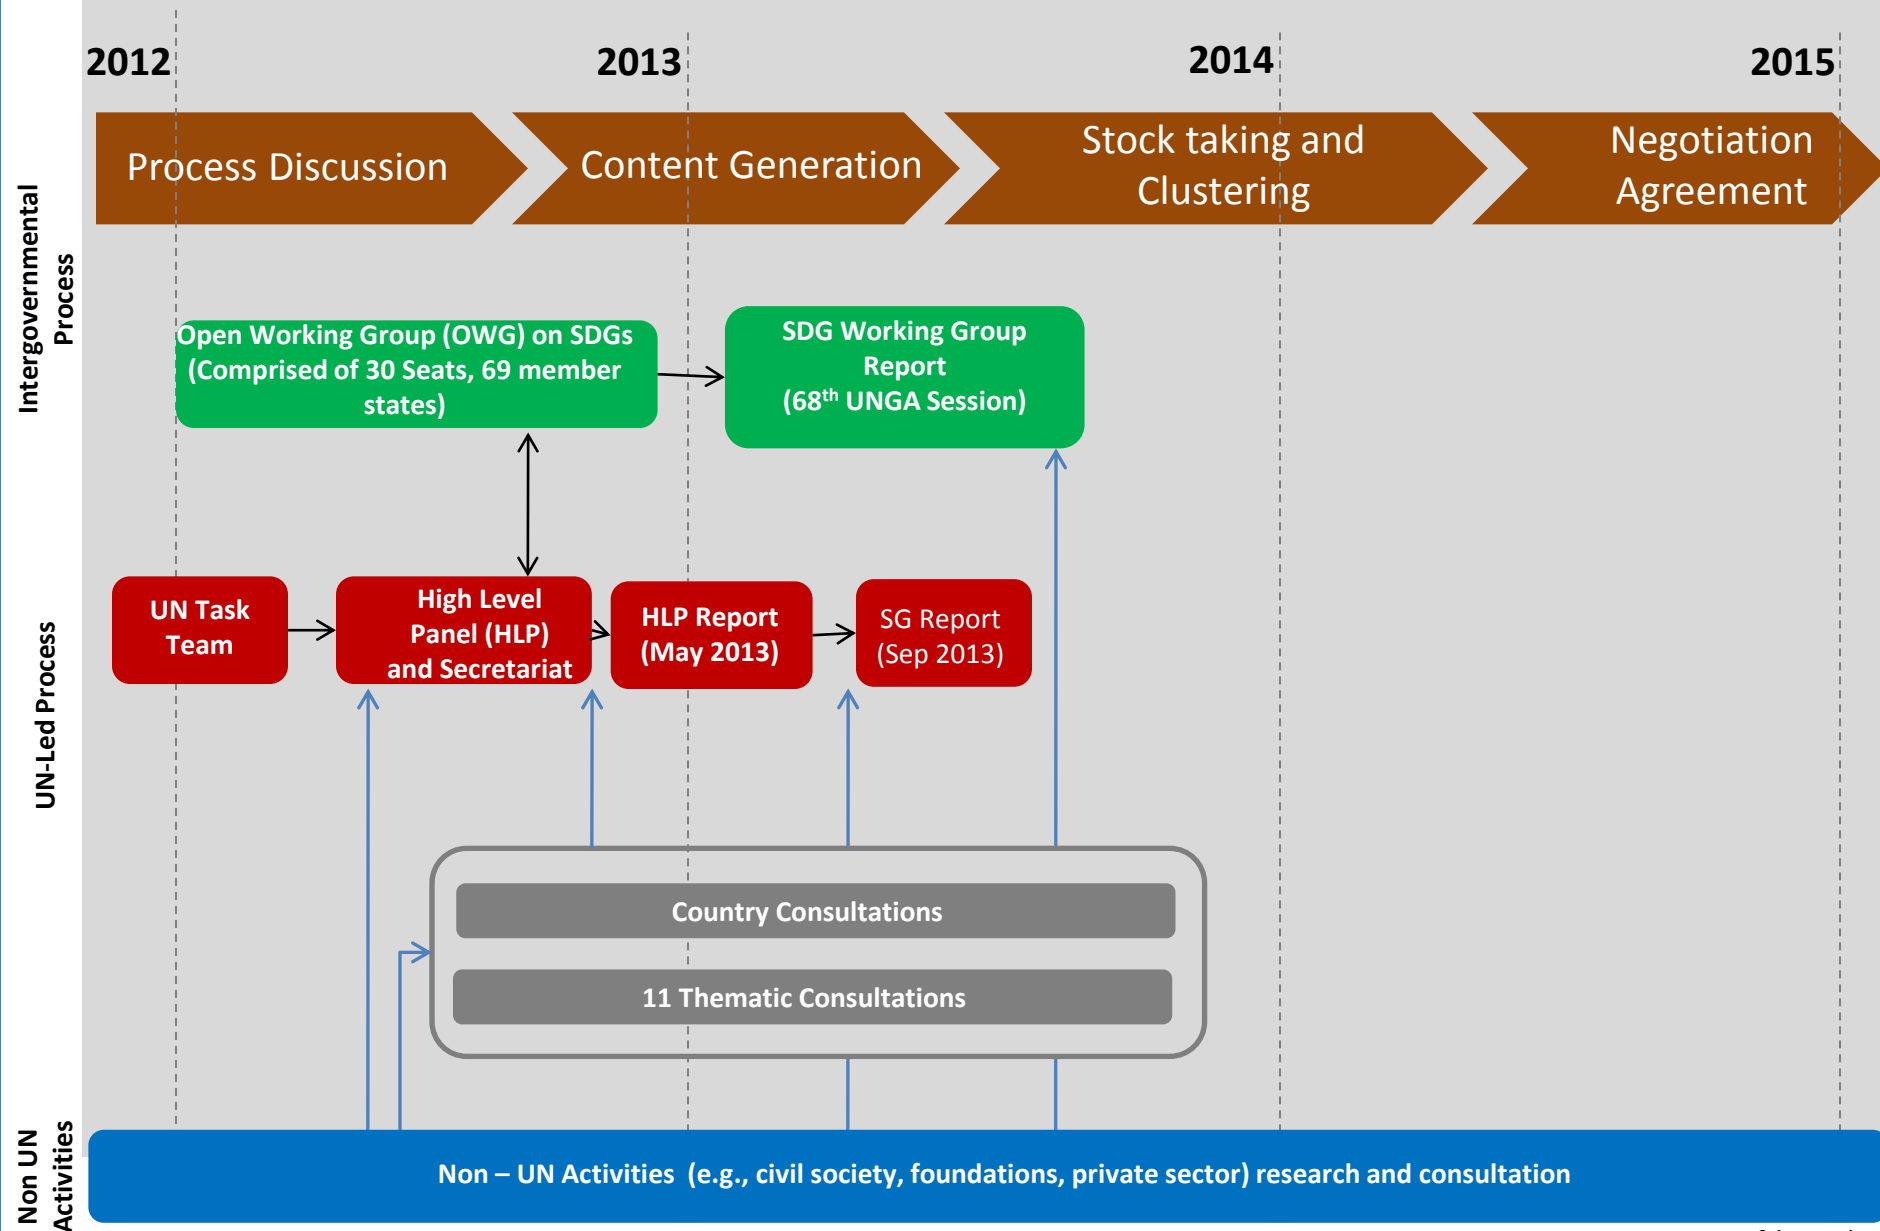 2012
2013
2014
2015
Process Discussion
Content Generation
Stock taking and
Clustering
Negotiation
Agreement
Intergovernmental
Process
Open Working Group (OWG) on SDGs
(Comprised of 30 Seats, 69 member
states)
SDG Working Group
Report
(68th UNGA Session)
UN-Led Process
UN Task
Team
High Level
Panel (HLP)
and Secretariat
HLP Report
(May 2013)
SG Report
(Sep 2013)
Country Consultations
11 Thematic Consultations
Non UN
Activities
Non – UN Activities (e.g., civil society, foundations, private sector) research and consultation